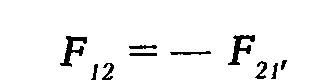 F₁₂ = — F₂₁′